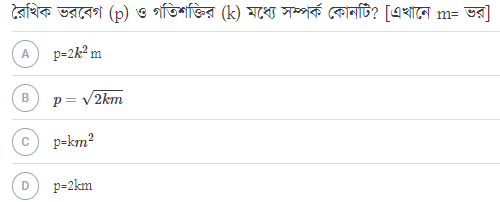 রৈখিক ভরবেগ (p) ও গতিশক্তির (k) মধ্যে সম্পর্ক কোনটি? [এখানে m= ভর]
A p=2k² m
B p = √2km
C p=km²
D p=2km